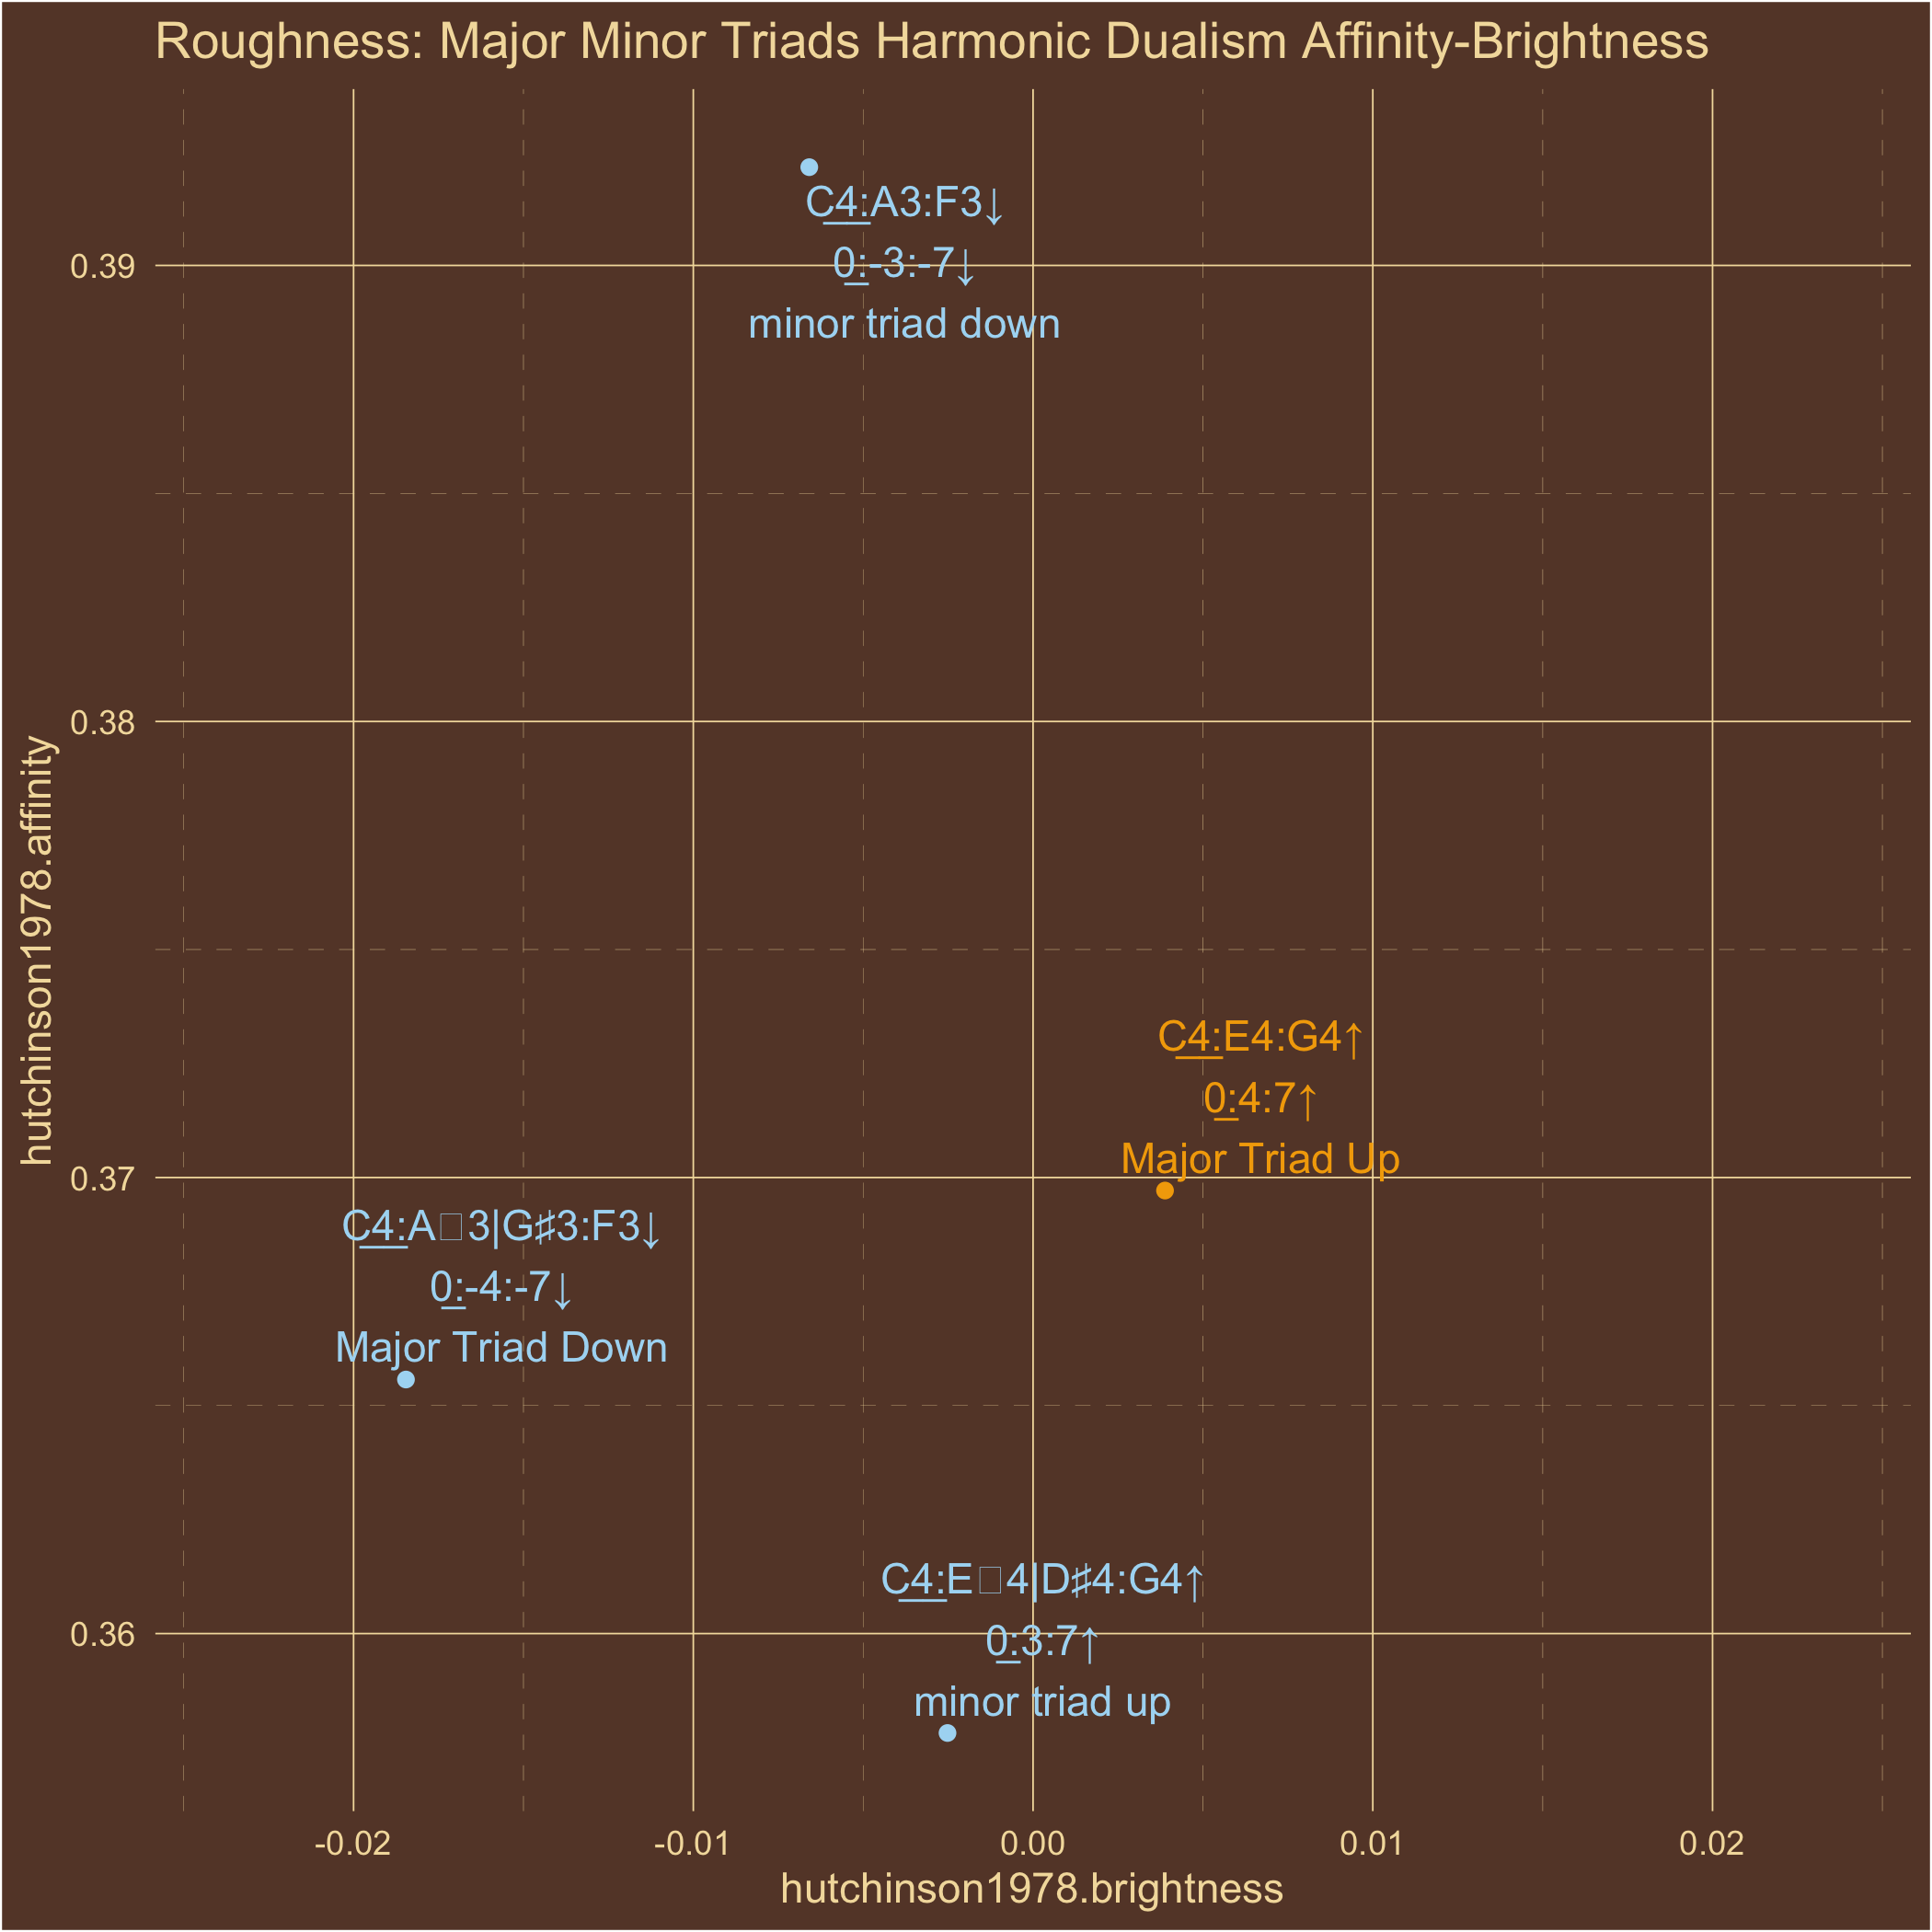 Roughness: Major Minor Triads Harmonic Dualism Affinity-Brightness
C4:A3:F3↓
0:-3:-7↓
minor triad down
0.39
0.38
hutchinson1978.affinity
C4:E4:G4↑
0:4:7↑
Major Triad Up
0.37
C4:A□3|G♯3:F3↓
0:-4:-7↓
Major Triad Down
C4:E□4|D♯4:G4↑
0.36
0:3:7↑
minor triad up
-0.02 -0.01 0.00 0.01 0.02
hutchinson1978.brightness